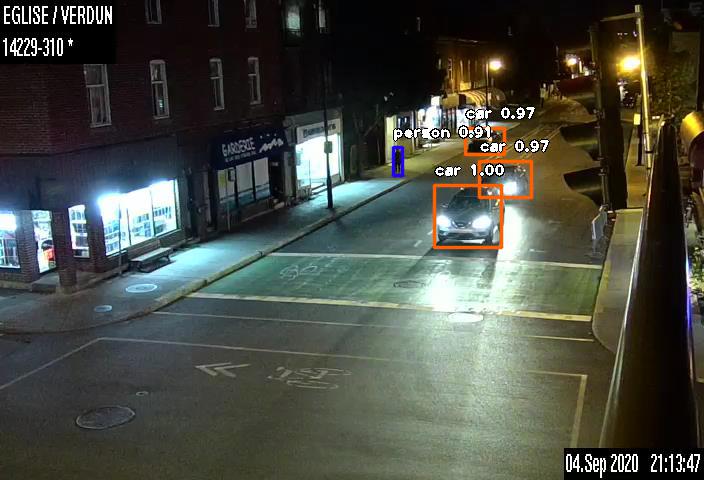 EGLISE / VERDUN
14229-310 *
car 0.97
person 0.91
car 0.97
car 1.00
GARDERIE
04.Sep 2020 21:13:47